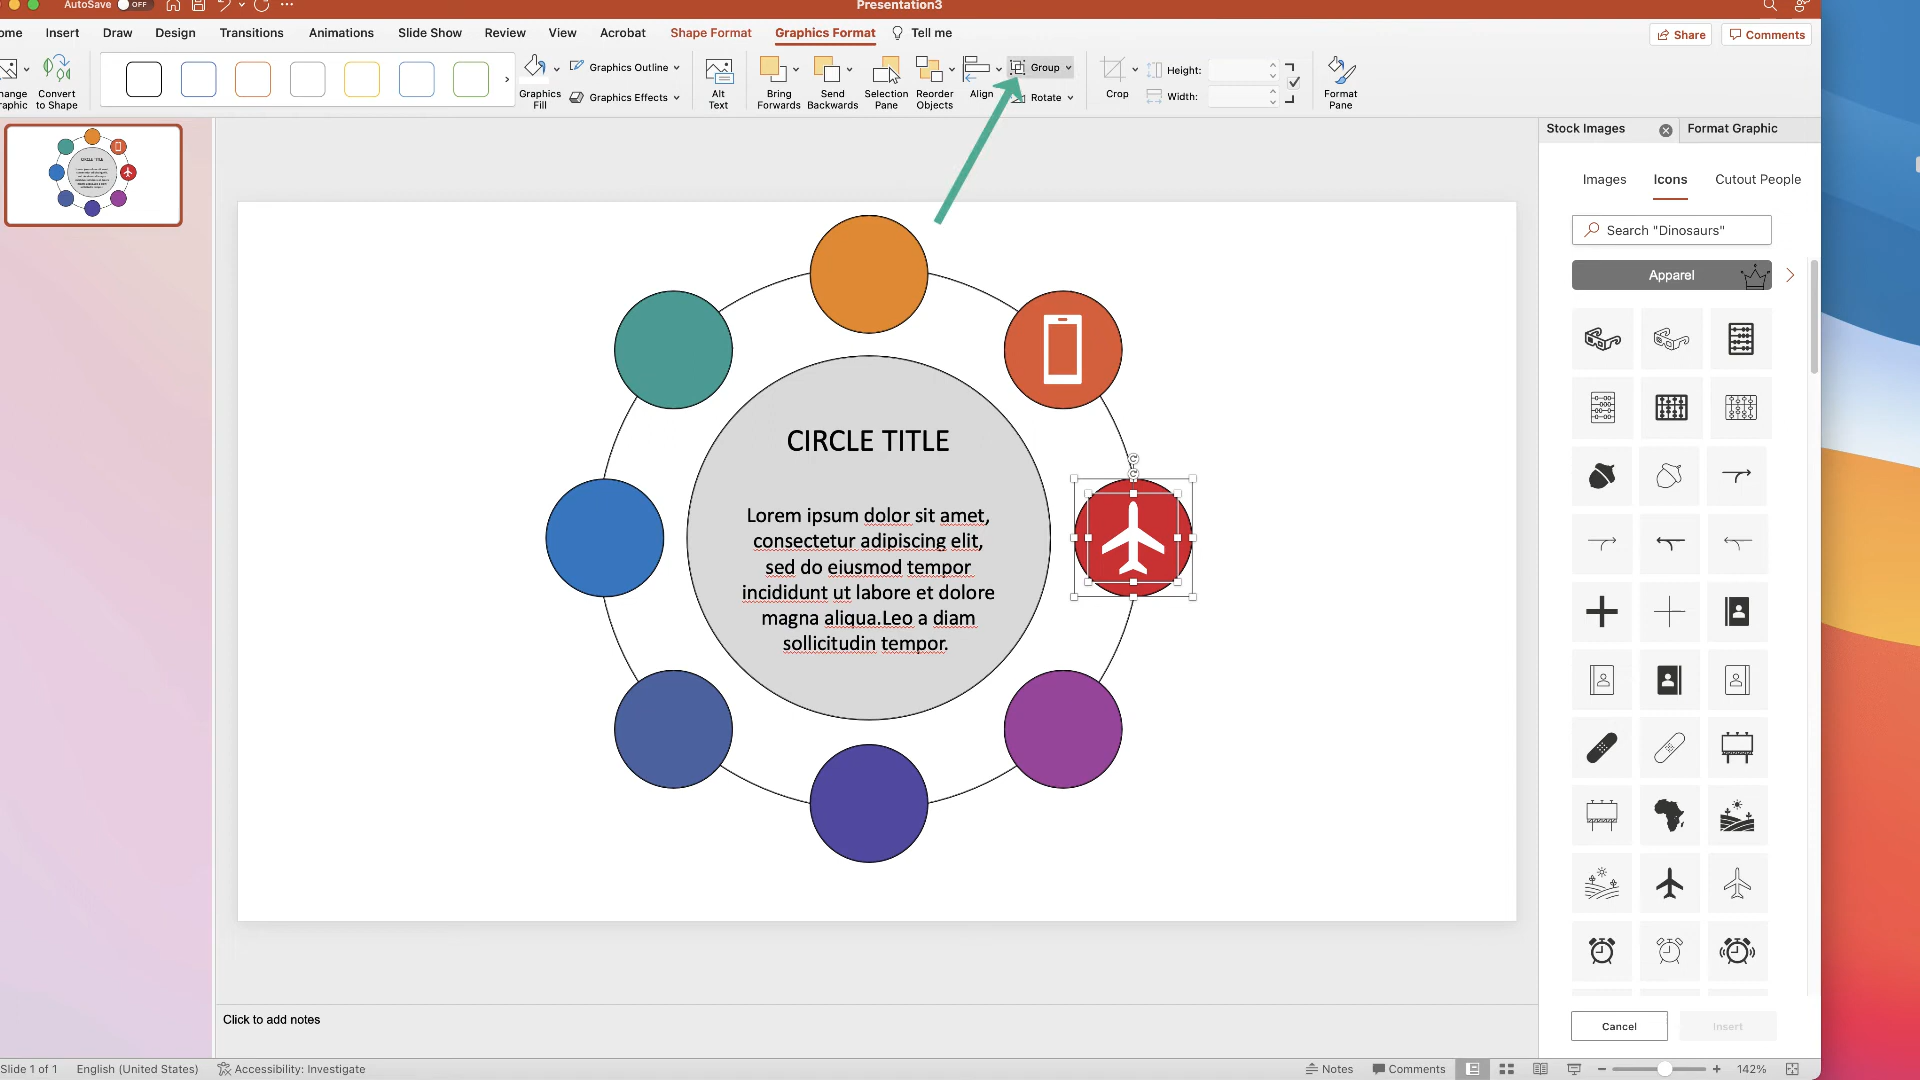 AutoSave OFF
Presentation3
ome Insert Draw Design Transitions Animations Slide Show Review View Acrobat Shape Format Graphics Format Tell me
Share Comments
hange
raphic
Convert
to Shape
Graphics
Fill
Graphics Outline
Graphics Effects
Alt
Text
Bring
Forwards
Send
Backwards
Selection
Pane
Reorder
Objects
Align
Group
Rotate
Crop
Height:
Width:
Format
Pane
Stock Images
Format Graphic
Images Icons Cutout People
Search "Dinosaurs"
Apparel
CIRCLE TITLE
Lorem ipsum dolor sit amet,
consectetur adipiscing elit,
sed do eiusmod tempor
incididunt ut labore et dolore
magna aliqua.Leo a diam
sollicitudin tempor.
Click to add notes
Cancel
Insert
Slide 1 of 1
English (United States)
Accessibility: Investigate
Notes
Comments
142%